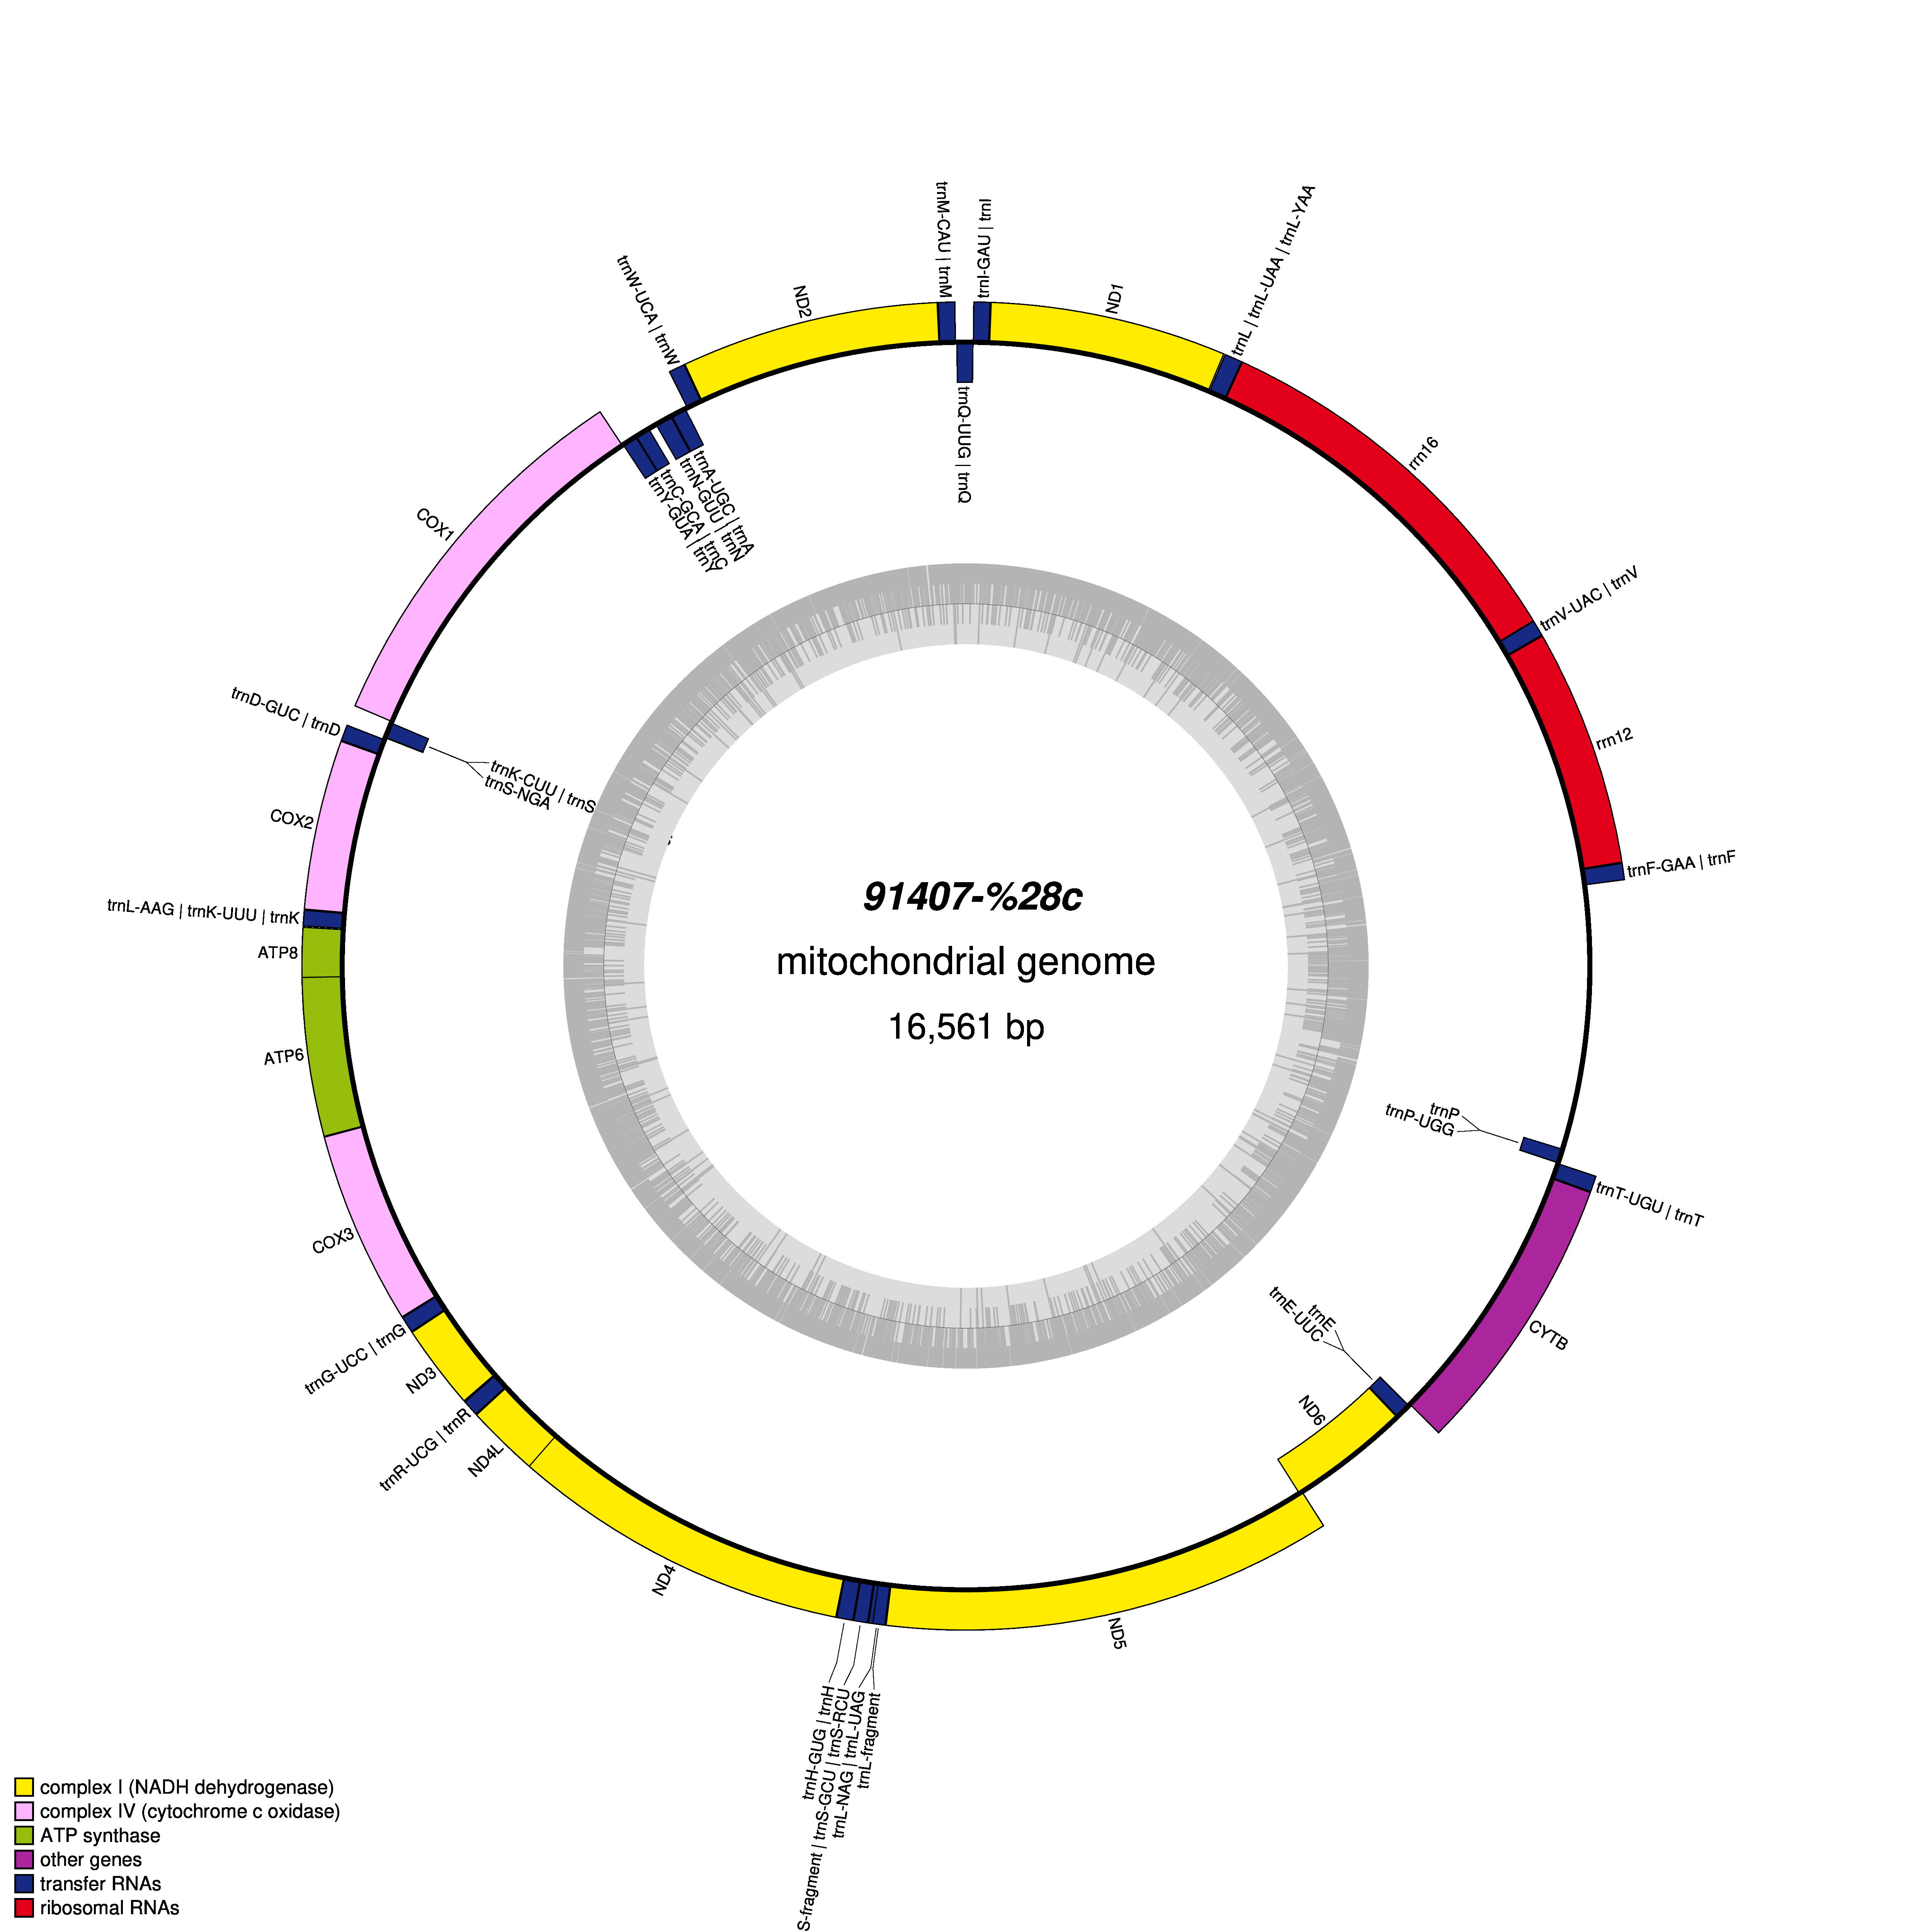 trnM-CAU | trnM
trnI-GAU | trnI
ND1
trnL | trnL-UAA | trnL-YAA
rrn16
trnV-UAC | trnV
rrn12
trnF-GAA | trnF
trnP
trnP-UGG
trnT-UGU | trnT
CYTB
trnE
trnE-UUC
ND6
ND5
trnL-fragment
trnL-NAG | trnL-UAG
S-fragment | trnS-GCU | trnS-RCU
trnH-GUG | trnH
ND4
ND4L
trnR-UCG | trnR
ND3
trnG-UCC | trnG
COX3
ATP6
ATP8
trnL-AAG | trnK-UUU | trnK
COX2
trnD-GUC | trnD
trnK-CUU | trnS
trnS-NGA
COX1
trnY-GUA | trnY
trnC-GCA | trnC
trnN-GUU | trnN
trnA-UGC | trnA
trnW-UCA | trnW
ND2
trnQ-UUG | trnQ
91407-%28c
mitochondrial genome
16,561 bp
complex I (NADH dehydrogenase)
complex IV (cytochrome c oxidase)
ATP synthase
other genes
transfer RNAs
ribosomal RNAs